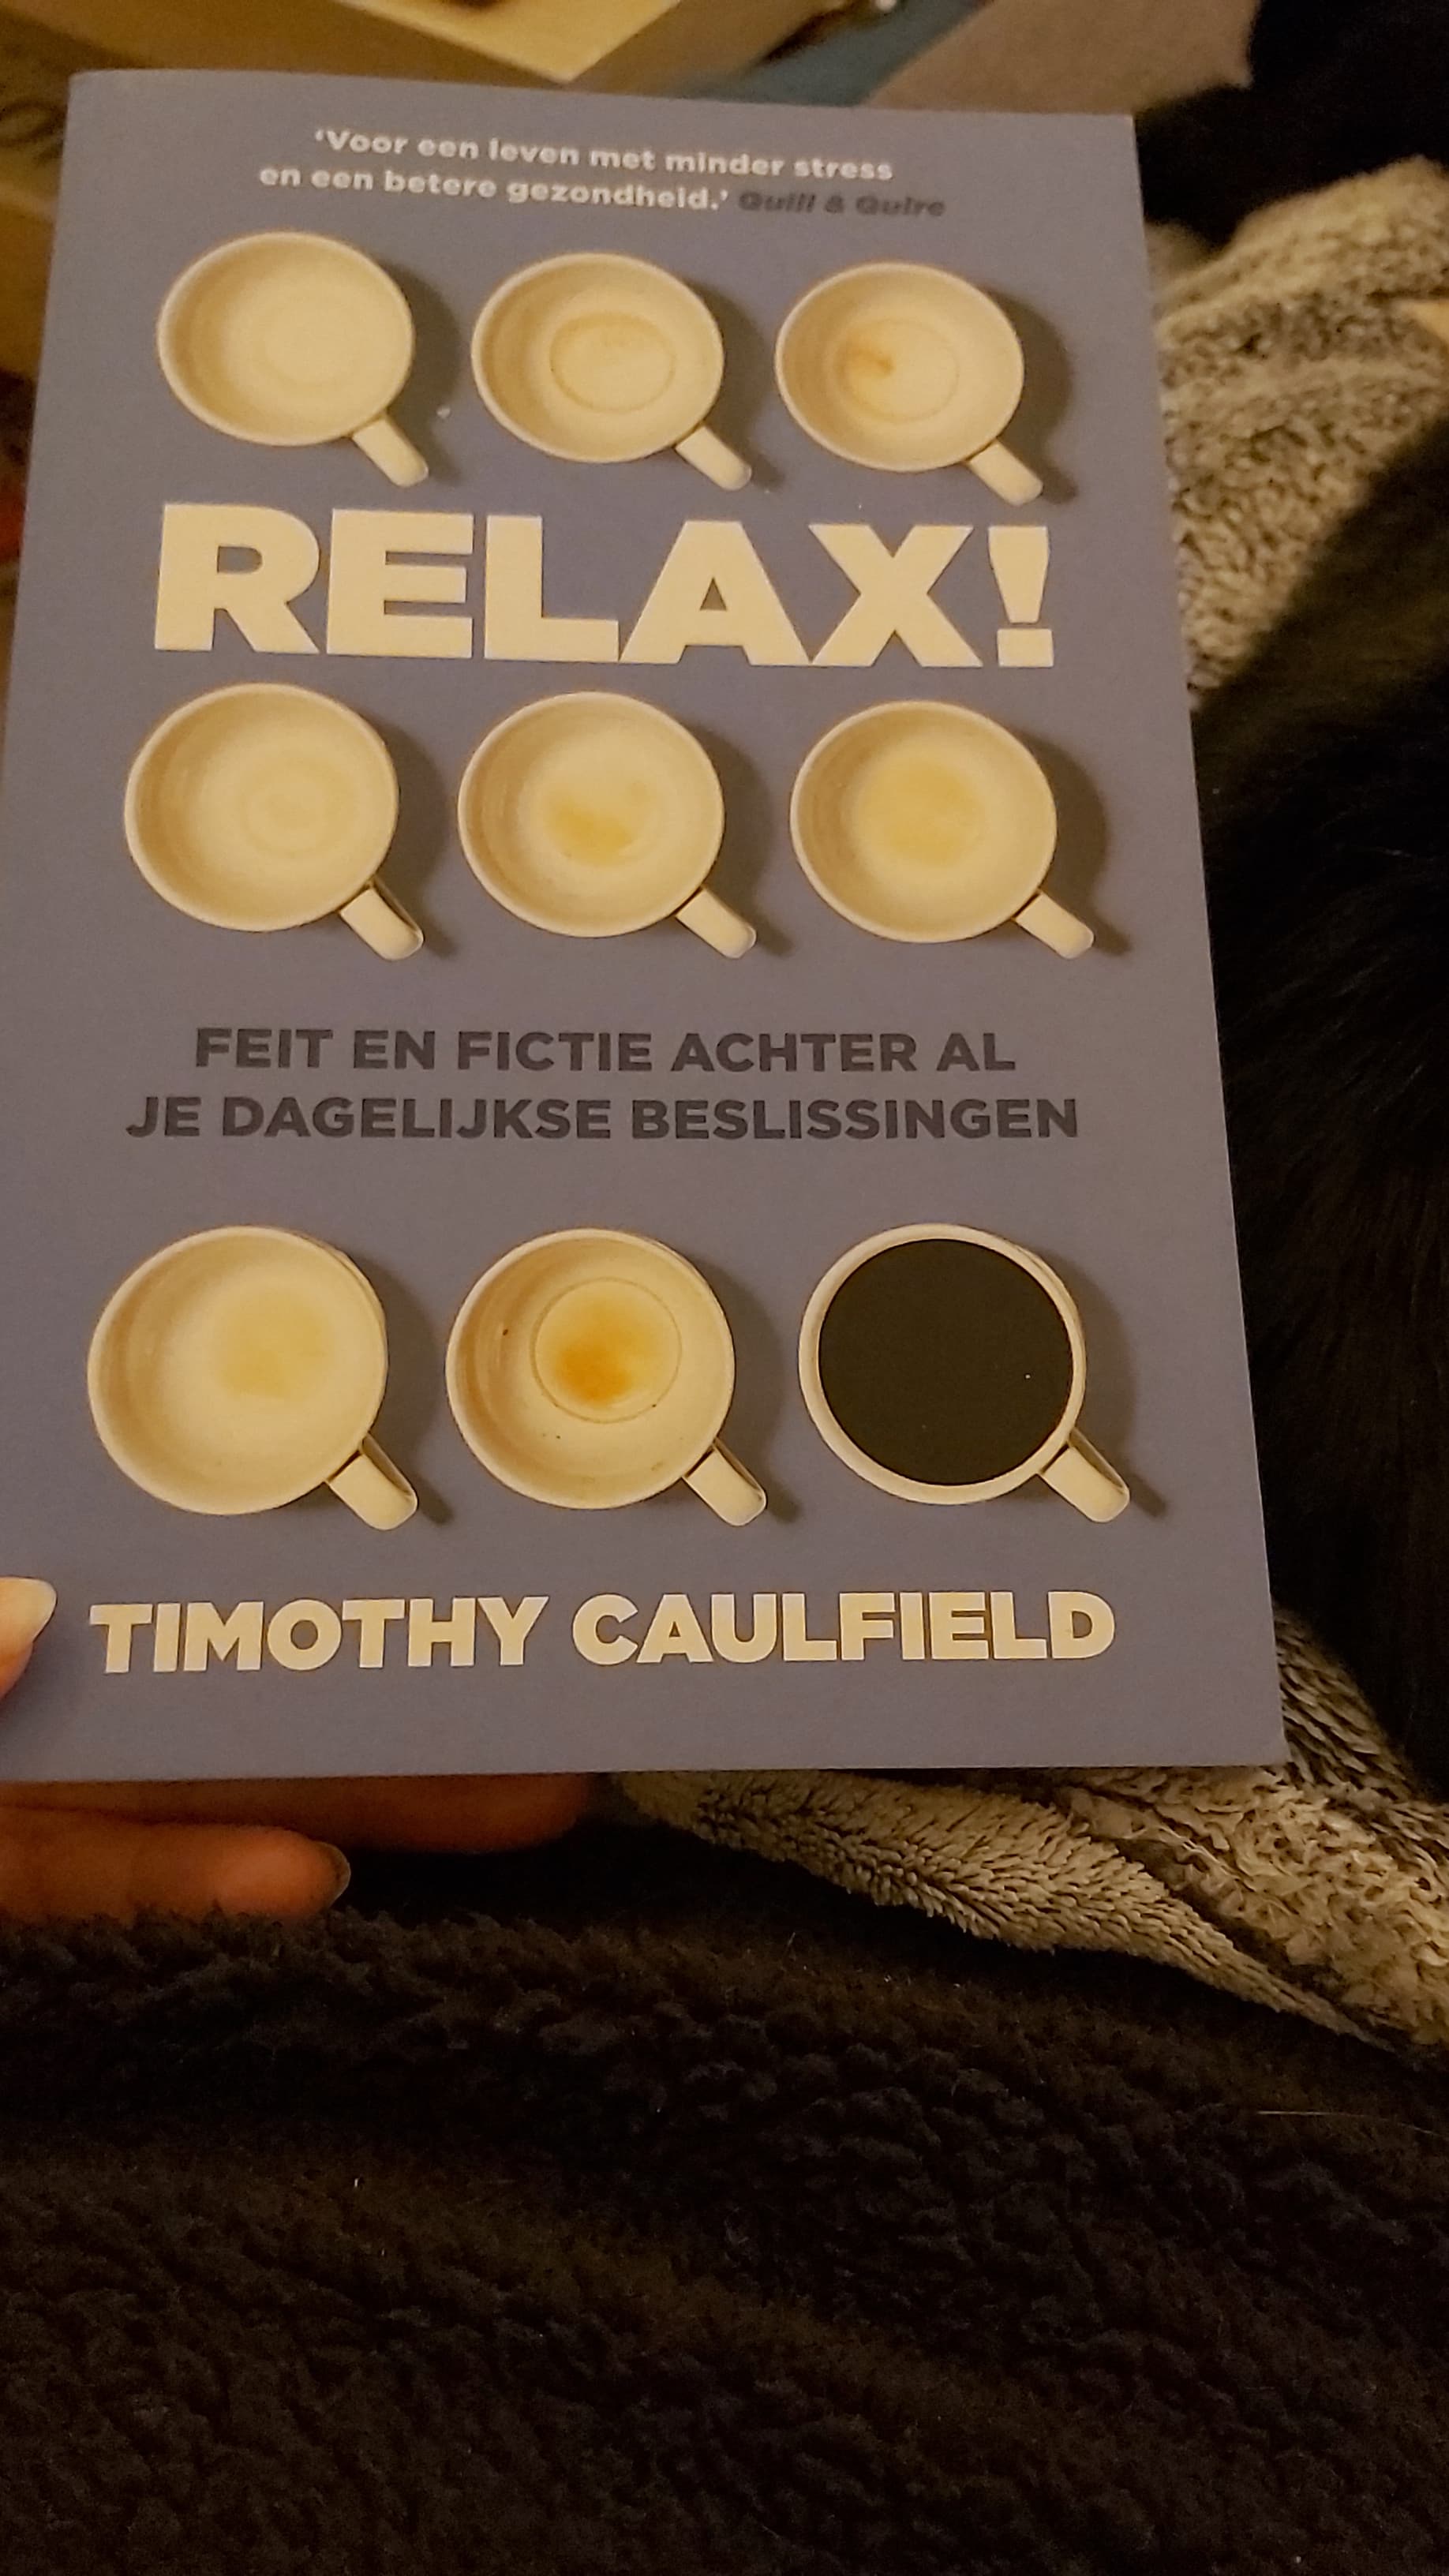 ‘Voor een leven met minder stress
en een betere gezondheid.’ Quill & Quire
RELAX!
FEIT EN FICTIE ACHTER AL
JE DAGELIJKSE BESLISSINGEN
TIMOTHY CAULFIELD